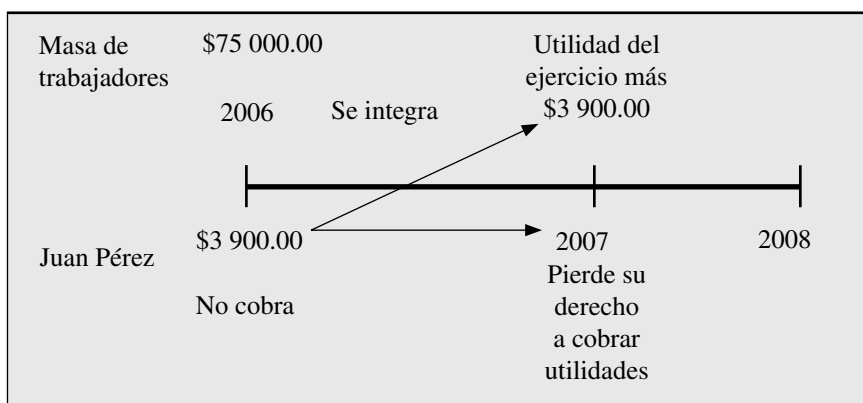 Masa de
trabajadores
$75 000.00
Utilidad del
ejercicio más
$3 900.00
2006
Se integra
Juan Pérez
$3 900.00
No cobra
2007
Pierde su
derecho
a cobrar
utilidades
2008